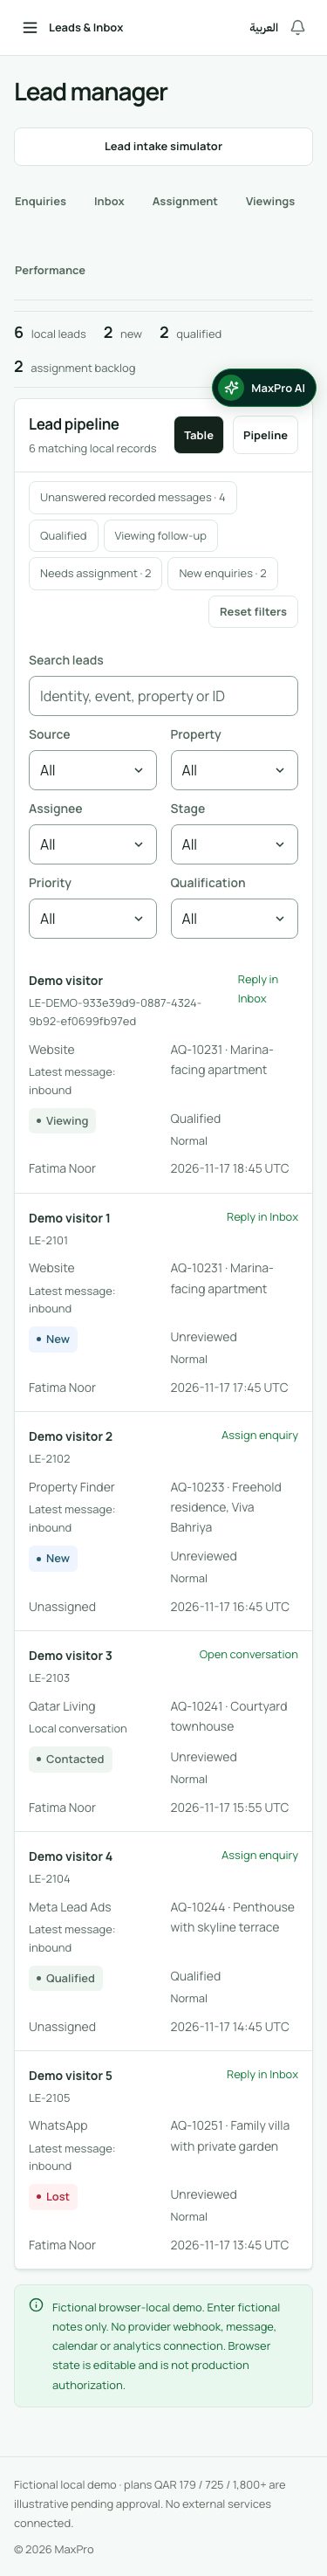 Leads & Inbox
العربية
Lead manager
Lead intake simulator
Enquiries Inbox Assignment Viewings
Performance
6 local leads 2 new 2 qualified
2 assignment backlog
MaxPro AI
Lead pipeline
6 matching local records
Table Pipeline
Unanswered recorded messages · 4
Qualified Viewing follow-up
Needs assignment · 2 New enquiries · 2
Reset filters
Search leads
Identity, event, property or ID
Source Property
All All
Assignee Stage
All All
Priority Qualification
All All
Demo visitor
Reply in
Inbox
LE-DEMO-933e39d9-0887-4324-
9b92-ef0699fb97ed
Website
Latest message:
inbound
AQ-10231 · Marina-
facing apartment
Viewing
Qualified
Normal
Fatima Noor 2026-11-17 18:45 UTC
Demo visitor 1 Reply in Inbox
LE-2101
Website
Latest message:
inbound
AQ-10231 · Marina-
facing apartment
New
Unreviewed
Normal
Fatima Noor 2026-11-17 17:45 UTC
Demo visitor 2 Assign enquiry
LE-2102
Property Finder
Latest message:
inbound
AQ-10233 · Freehold
residence, Viva
Bahriya
New
Unreviewed
Normal
Unassigned 2026-11-17 16:45 UTC
Demo visitor 3 Open conversation
LE-2103
Qatar Living
Local conversation
AQ-10241 · Courtyard
townhouse
Contacted
Unreviewed
Normal
Fatima Noor 2026-11-17 15:55 UTC
Demo visitor 4 Assign enquiry
LE-2104
Meta Lead Ads
Latest message:
inbound
AQ-10244 · Penthouse
with skyline terrace
Qualified
Qualified
Normal
Unassigned 2026-11-17 14:45 UTC
Demo visitor 5 Reply in Inbox
LE-2105
WhatsApp
Latest message:
inbound
AQ-10251 · Family villa
with private garden
Lost
Unreviewed
Normal
Fatima Noor 2026-11-17 13:45 UTC
Fictional browser-local demo. Enter fictional
notes only. No provider webhook, message,
calendar or analytics connection. Browser
state is editable and is not production
authorization.
Fictional local demo · plans QAR 179 / 725 / 1,800+ are
illustrative pending approval. No external services
connected.
© 2026 MaxPro